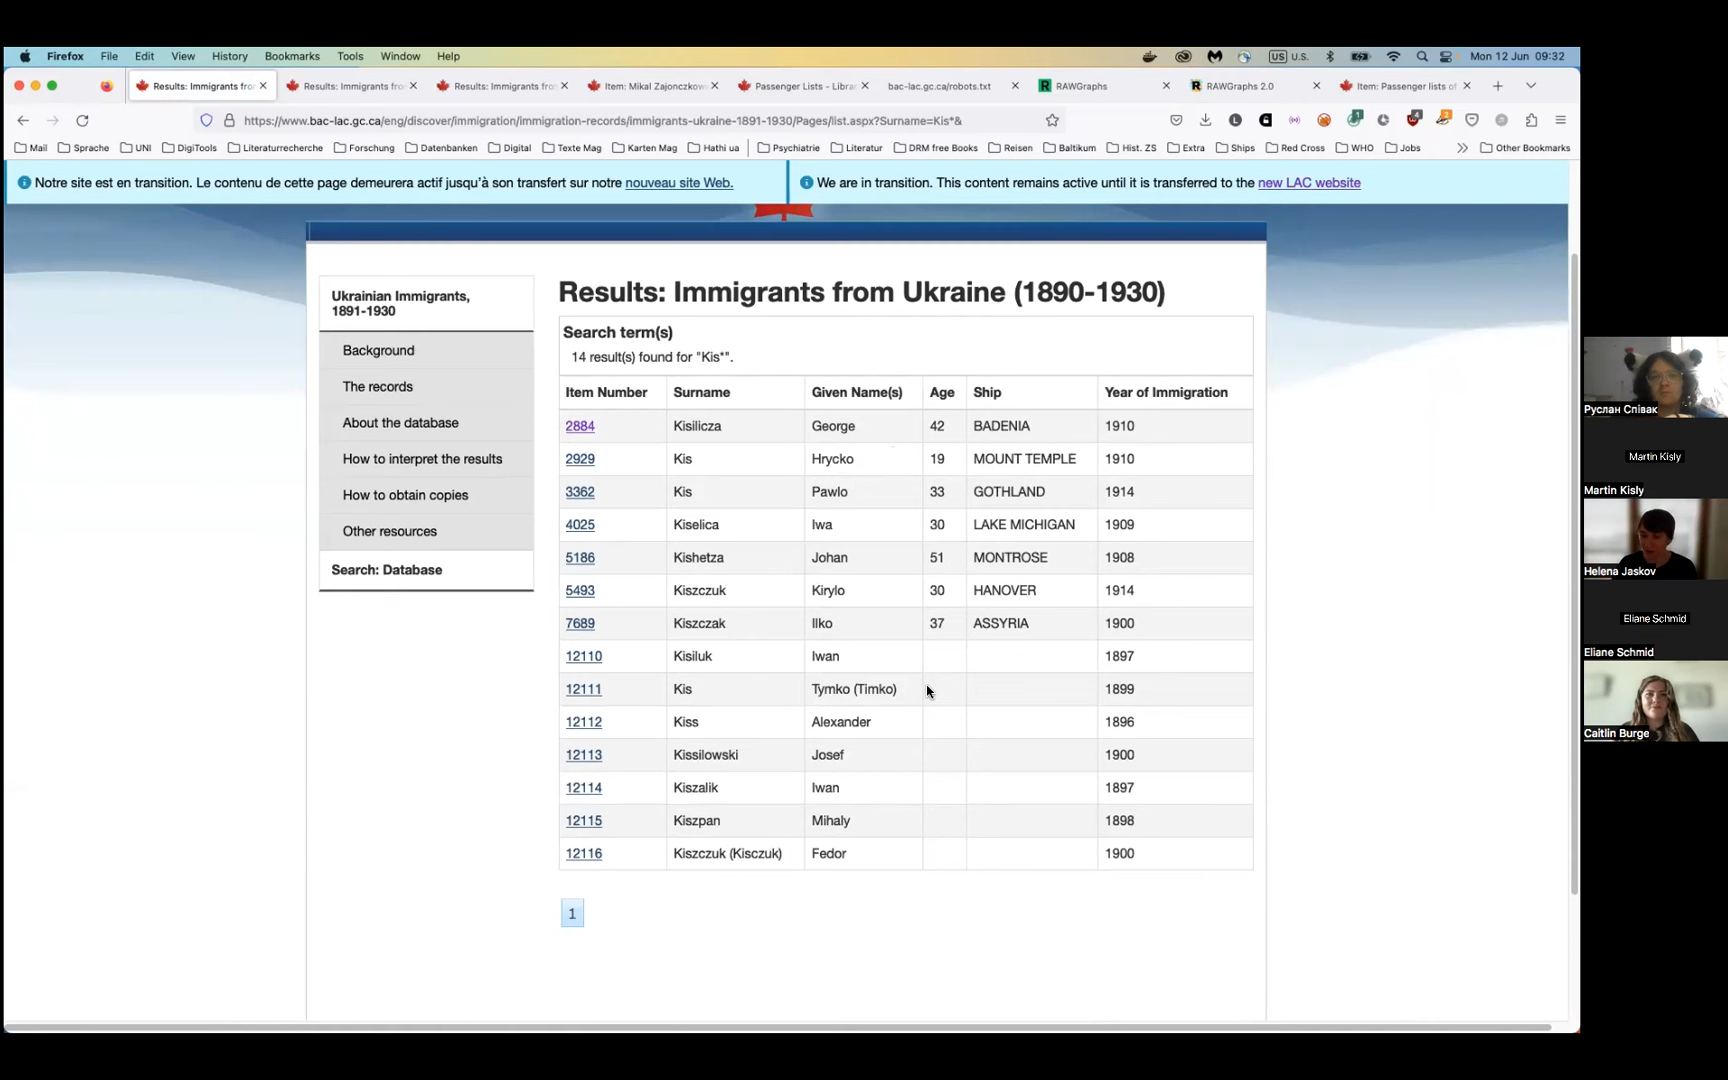 Firefox File Edit View History Bookmarks Tools Window Help US U.S. Mon 12 Jun 09:32
Results: Immigrants fro Results: Immigrants fro Results: Immigrants fro Item: Mikal Zajonczkow Passenger Lists - Libra bac-lac.gc.ca/robots.txt RAWGraphs RAWGraphs 2.0 Item: Passenger lists of
https://www.bac-lac.gc.ca/eng/discover/immigration/immigration-records/immigrants-ukraine-1891-1930/Pages/list.aspx?Surname=Kis*&
Mail Sprache UNI DigiTools Literaturrecherche Forschung Datenbanken Digital Texte Mag Karten Mag Hathi ua Psychiatrie Literatur DRM free Books Reisen Baltikum Hist. ZS Extra Ships Red Cross WHO Jobs Other Bookmarks
Notre site est en transition. Le contenu de cette page demeurera actif jusqu'à son transfert sur notre nouveau site Web.
We are in transition. This content remains active until it is transferred to the new LAC website
Ukrainian Immigrants,
1891-1930
Background
The records
About the database
How to interpret the results
How to obtain copies
Other resources
Search: Database
Results: Immigrants from Ukraine (1890-1930)
Search term(s)
14 result(s) found for "Kis*".
Item Number Surname Given Name(s) Age Ship Year of Immigration
2884 Kisilicza George 42 BADENIA 1910
2929 Kis Hrycko 19 MOUNT TEMPLE 1910
3362 Kis Pawlo 33 GOTHLAND 1914
4025 Kiselica Iwa 30 LAKE MICHIGAN 1909
5186 Kishetza Johan 51 MONTROSE 1908
5493 Kiszczuk Kirylo 30 HANOVER 1914
7689 Kiszczak Ilko 37 ASSYRIA 1900
12110 Kisiluk Iwan 1897
12111 Kis Tymko (Timko) 1899
12112 Kiss Alexander 1896
12113 Kissilowski Josef 1900
12114 Kiszalik Iwan 1897
12115 Kiszpan Mihaly 1898
12116 Kiszczuk (Kisczuk) Fedor 1900
1
Руслан Співак
Martin Kisly
Martin Kisly
Helena Jaskov
Eliane Schmid
Eliane Schmid
Caitlin Burge